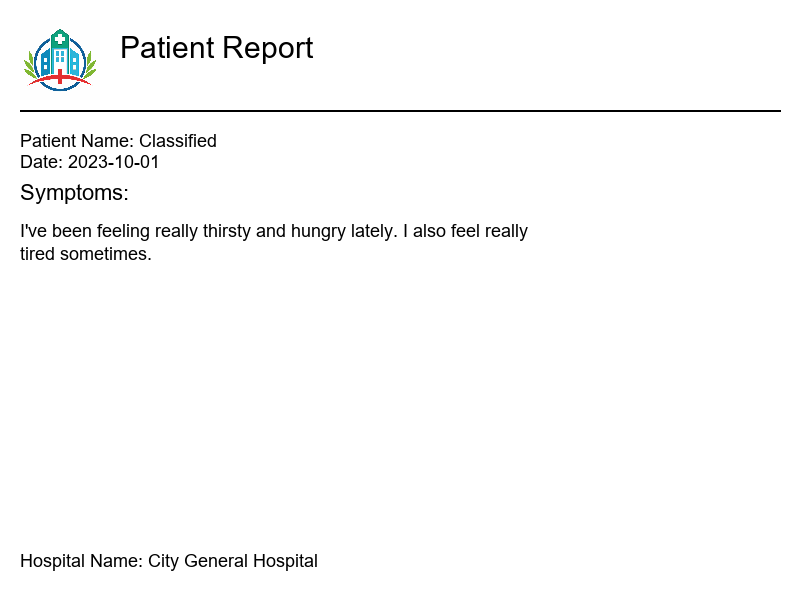 Patient Report
Patient Name: Classified
Date: 2023-10-01
Symptoms:
I've been feeling really thirsty and hungry lately. I also feel really
tired sometimes.
Hospital Name: City General Hospital